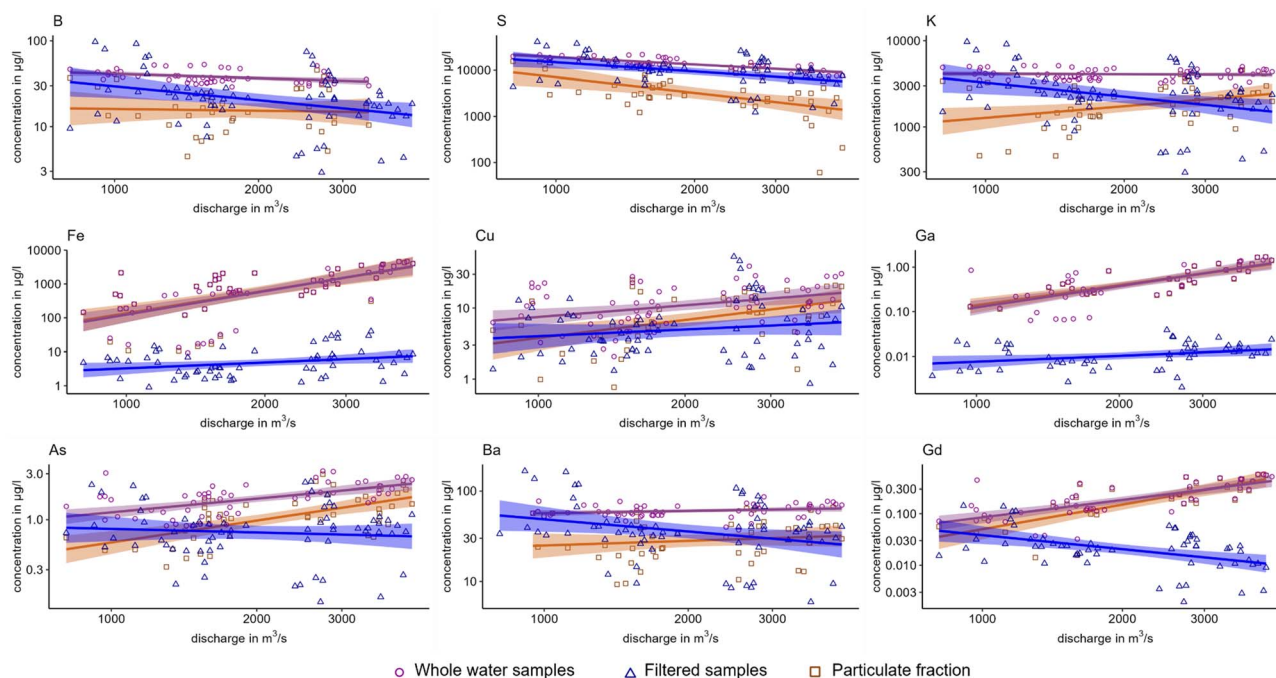 B
S
K
concentration in µg/l
100
30
10
3
1000
2000
3000
discharge in m³/s
concentration in µg/l
10000
1000
100
1000
2000
3000
discharge in m³/s
concentration in µg/l
10000
3000
1000
300
1000
2000
3000
discharge in m³/s
Fe
Cu
Ga
concentration in µg/l
10000
1000
100
10
1
1000
2000
3000
discharge in m³/s
concentration in µg/l
30
10
3
1
1000
2000
3000
discharge in m³/s
concentration in µg/l
1.00
0.10
0.01
1000
2000
3000
discharge in m³/s
As
Ba
Gd
concentration in µg/l
3.0
1.0
0.3
1000
2000
3000
discharge in m³/s
concentration in µg/l
100
30
10
1000
2000
3000
discharge in m³/s
concentration in µg/l
0.300
0.100
0.030
0.010
0.003
1000
2000
3000
discharge in m³/s
Whole water samples
Filtered samples
Particulate fraction